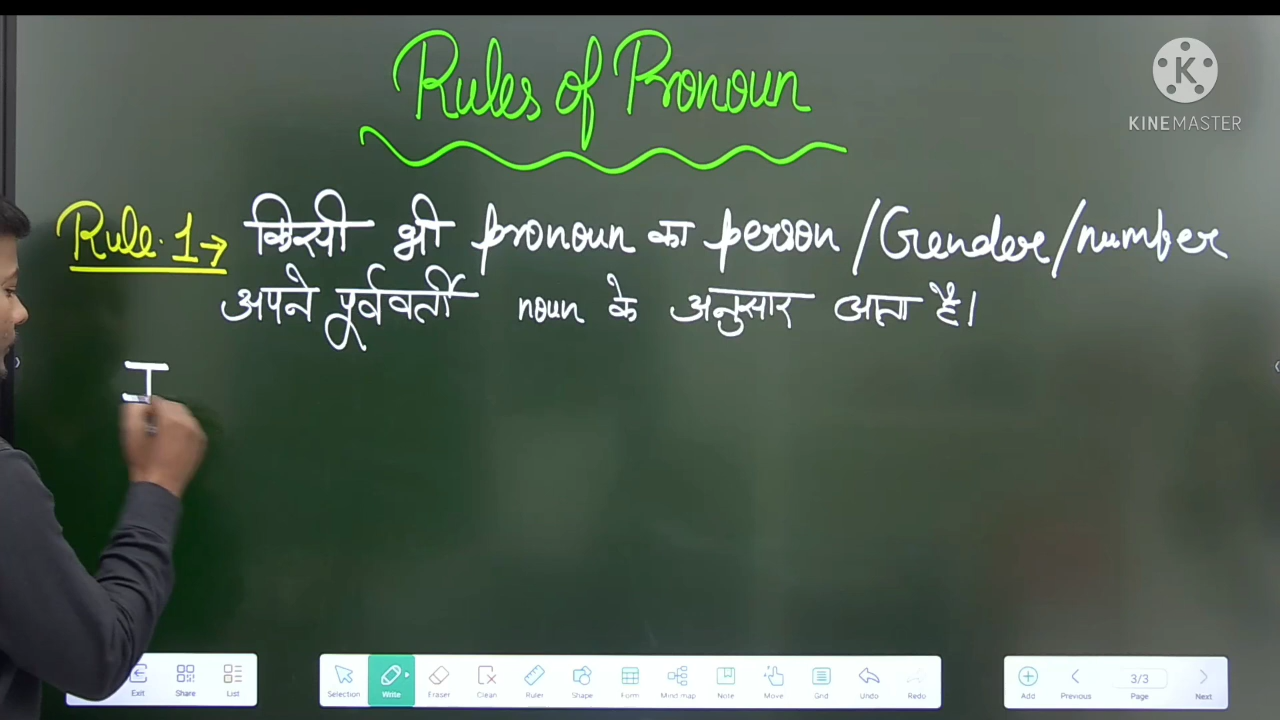 Rules of Pronoun
KINEMASTER
Rule.1→ किसी भी pronoun का person/Gender/number
अपने पूर्ववर्ती noun के अनुसार आता है।
I
Exit Share List
Selection Write Eraser Clean Ruler Shape Form Mind map Note Move Grid Undo Redo
Add Previous 3/3 Page Next